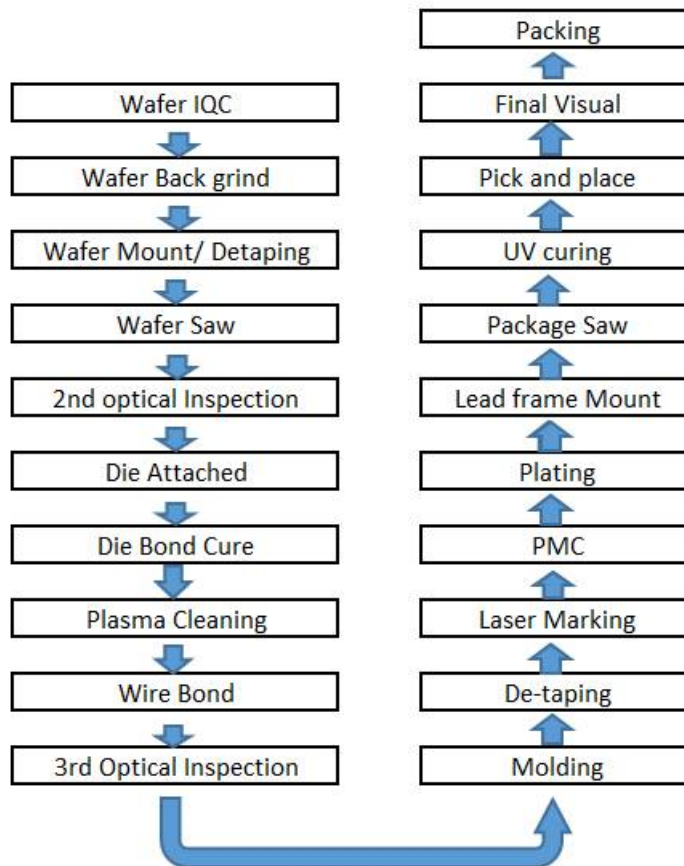 Wafer IQC
Wafer Back grind
Wafer Mount/ Detaping
Wafer Saw
2nd optical Inspection
Die Attached
Die Bond Cure
Plasma Cleaning
Wire Bond
3rd Optical Inspection
Molding
De-taping
Laser Marking
PMC
Plating
Lead frame Mount
Package Saw
UV curing
Pick and place
Final Visual
Packing